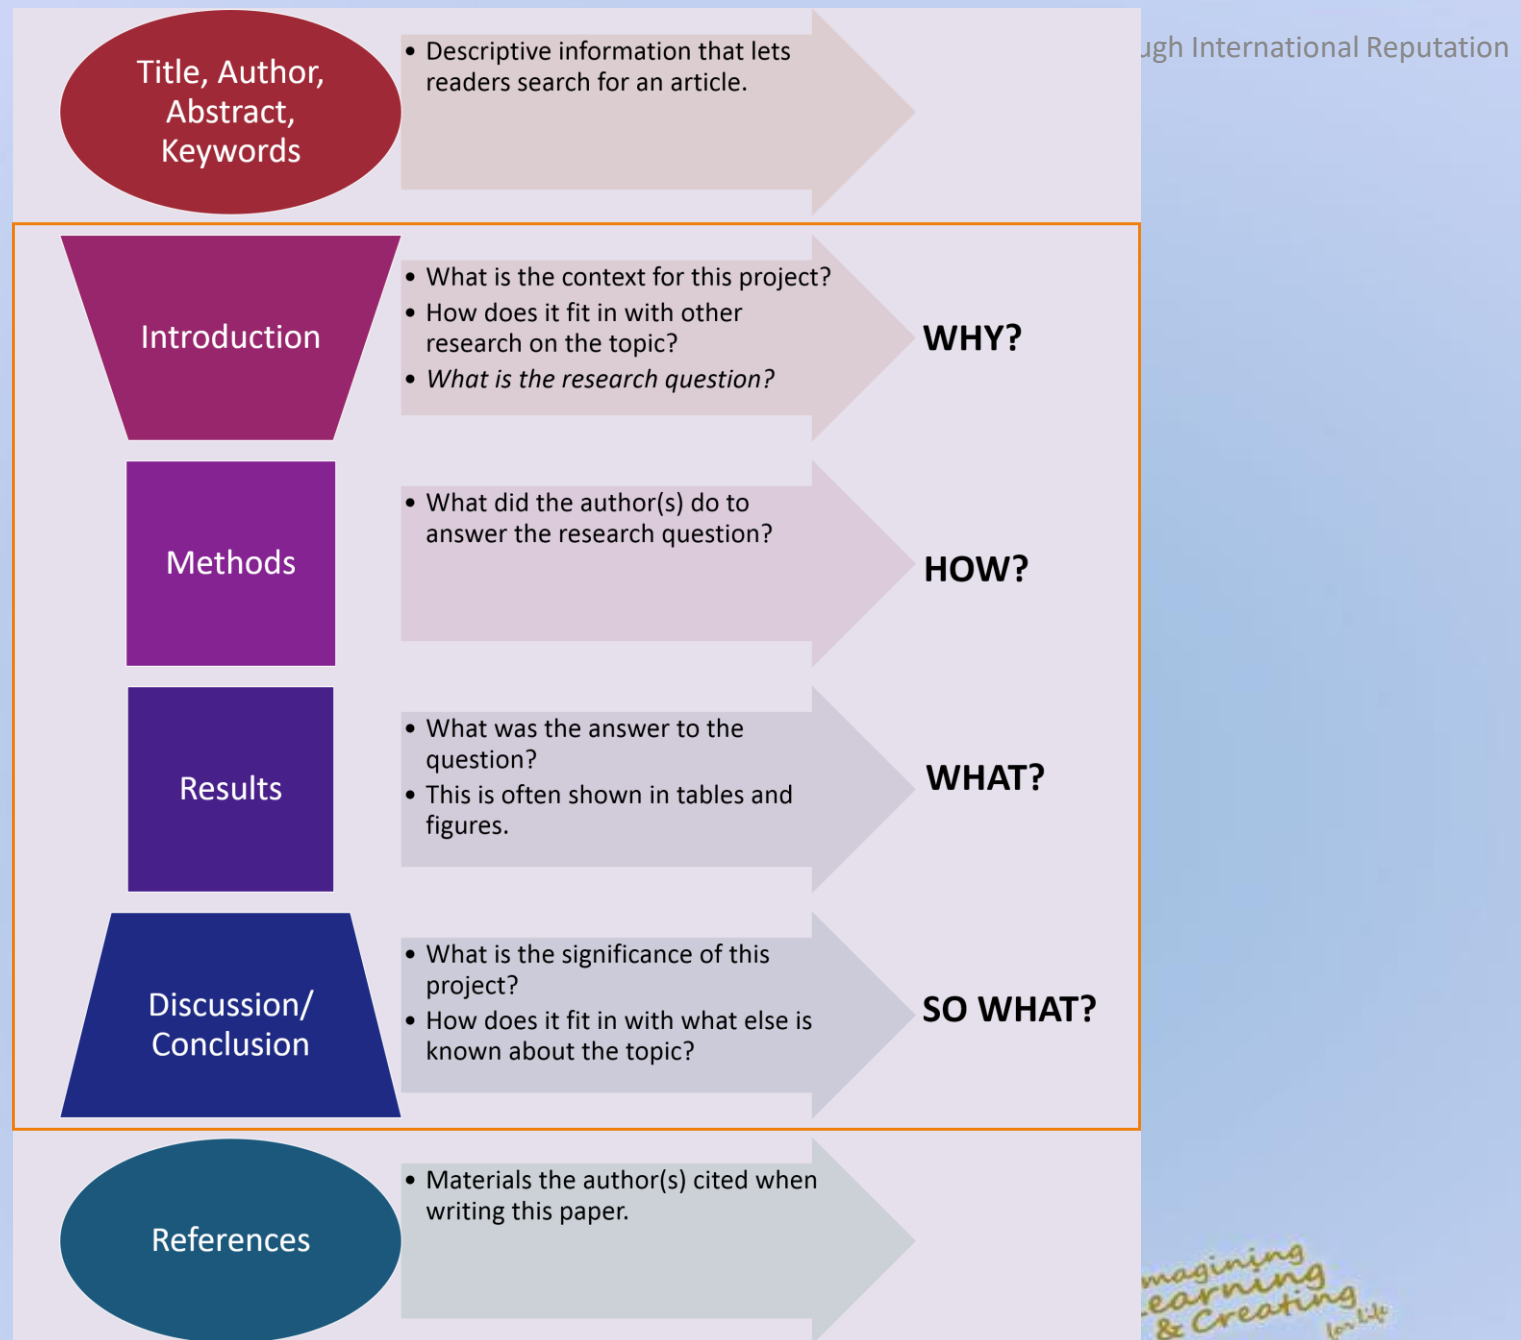 ugh International Reputation
Title, Author,
Abstract,
Keywords
• Descriptive information that lets
readers search for an article.
Introduction
• What is the context for this project?
• How does it fit in with other
research on the topic?
• What is the research question?
WHY?
Methods
• What did the author(s) do to
answer the research question?
HOW?
Results
• What was the answer to the
question?
• This is often shown in tables and
figures.
WHAT?
Discussion/
Conclusion
• What is the significance of this
project?
• How does it fit in with what else is
known about the topic?
SO WHAT?
References
• Materials the author(s) cited when
writing this paper.
magining
earning
& Creating
for life